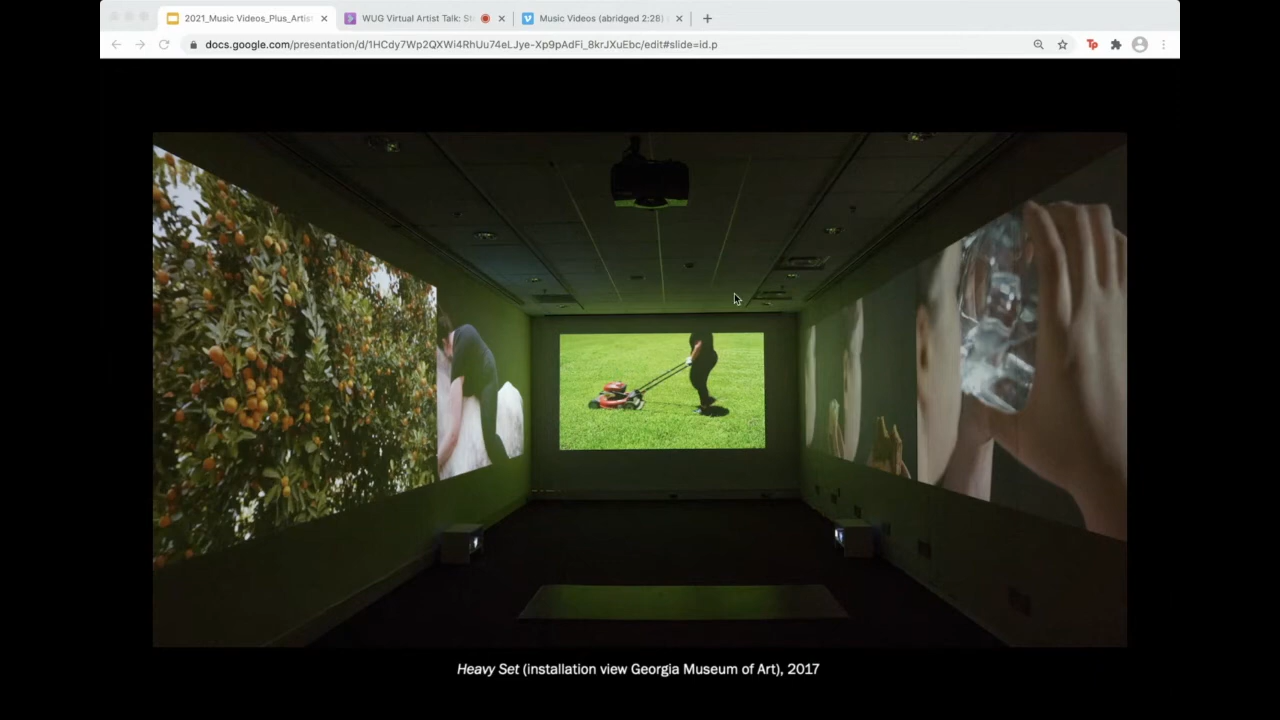 2021_Music Videos_Plus_Artist
WUG Virtual Artist Talk: St
Music Videos (abridged 2:28)
docs.google.com/presentation/d/1HCdy7Wp2QXWi4RhUu74eLJye-Xp9pAdFi_8krJXuEbc/edit#slide=id.p
Tp
Heavy Set (installation view Georgia Museum of Art), 2017